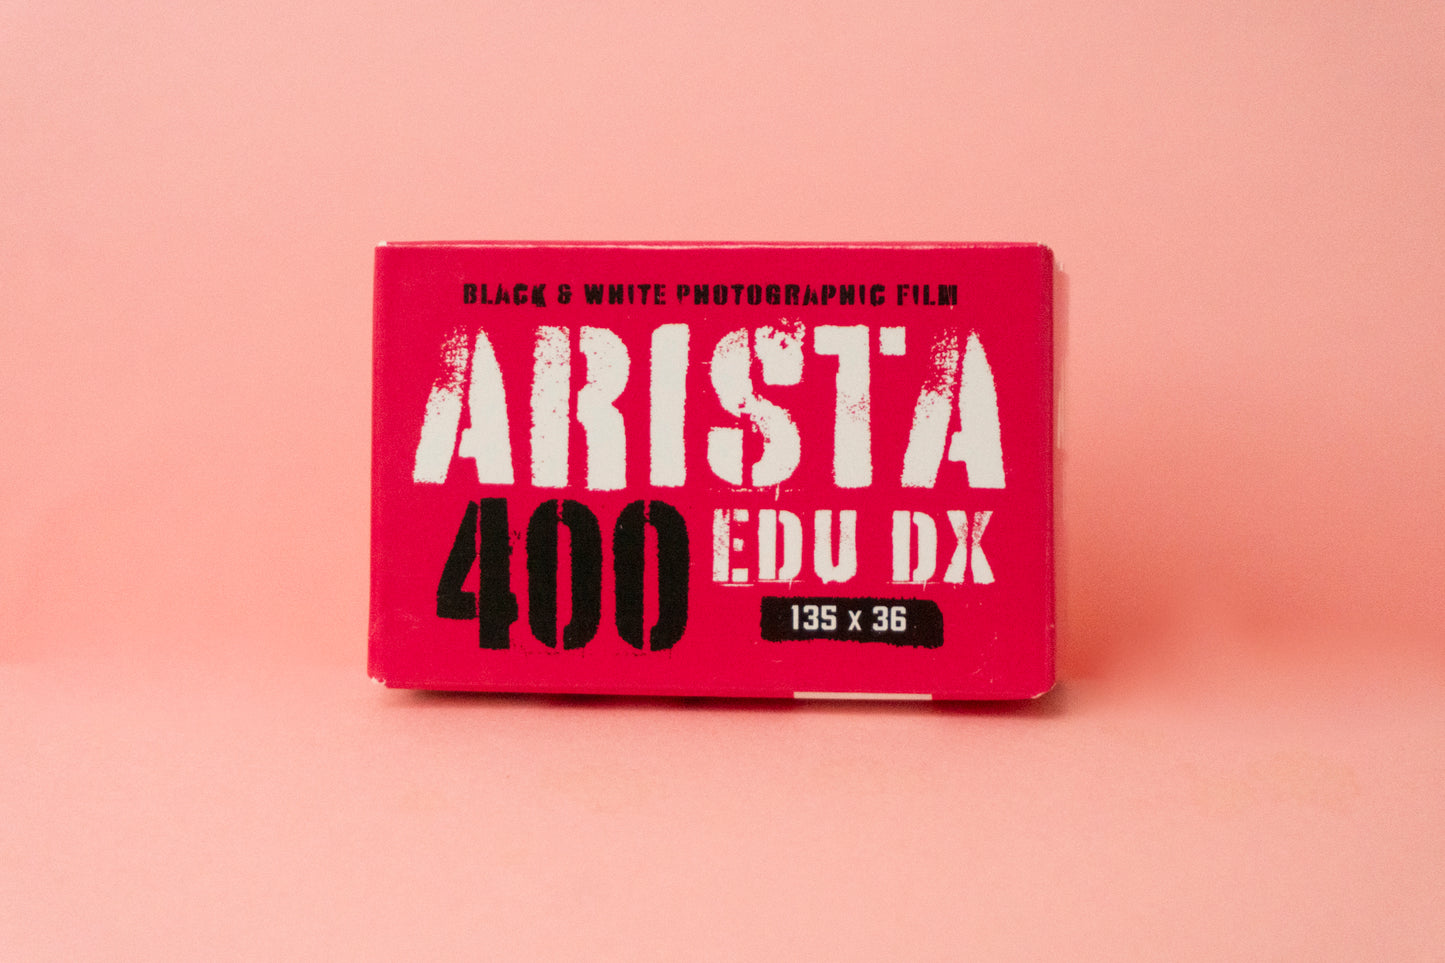 BLACK & WHITE PHOTOGRAPHIC FILM
ARISTA
400 EDU DX
135 x 36